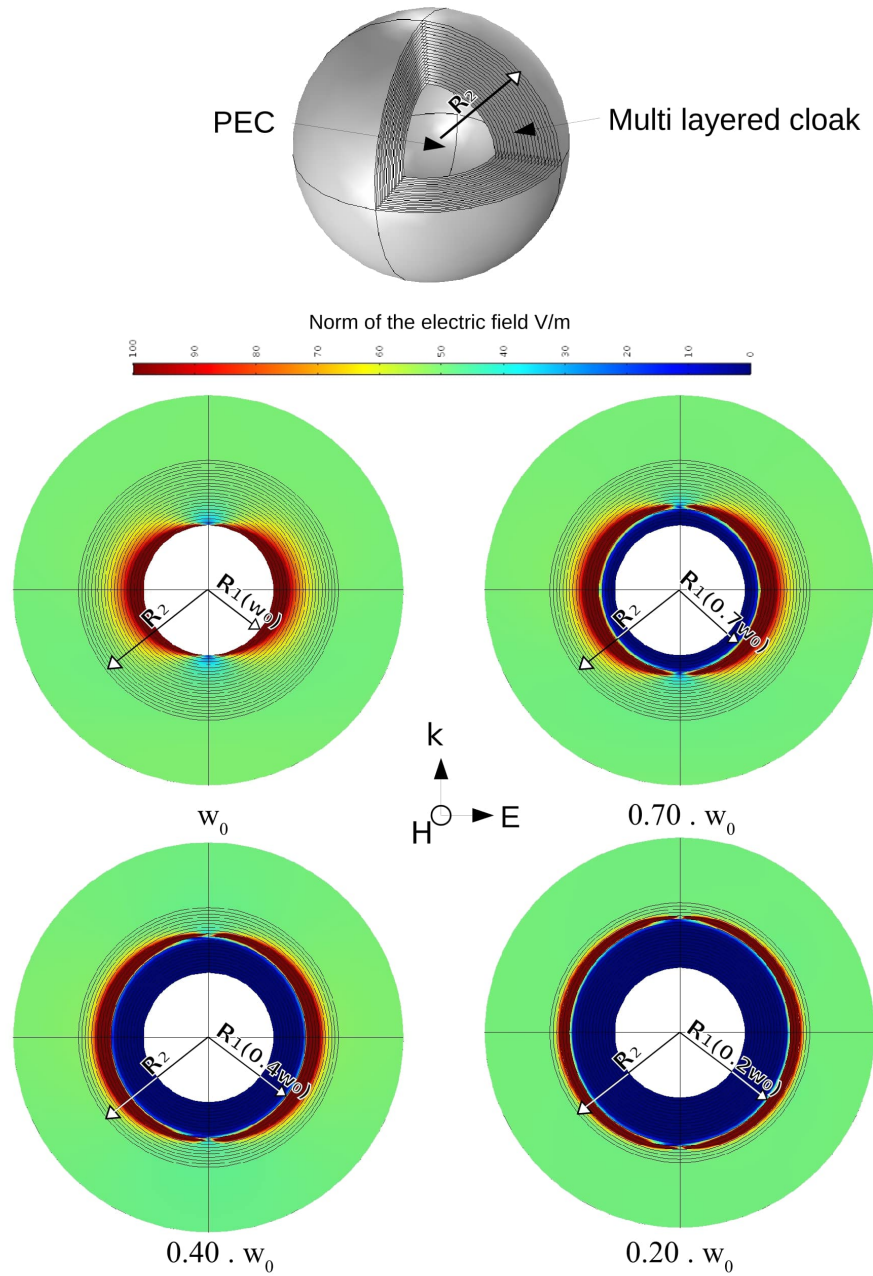 R₂
PEC
Multi layered cloak
Norm of the electric field V/m
100 90 80 70 60 50 40 30 20 10 0
R₁(w₀)
R₂
R₁(0.7w₀)
R₂
k
H
E
w₀
0.70 . w₀
R₁(0.4w₀)
R₂
R₁(0.2w₀)
R₂
0.40 . w₀
0.20 . w₀